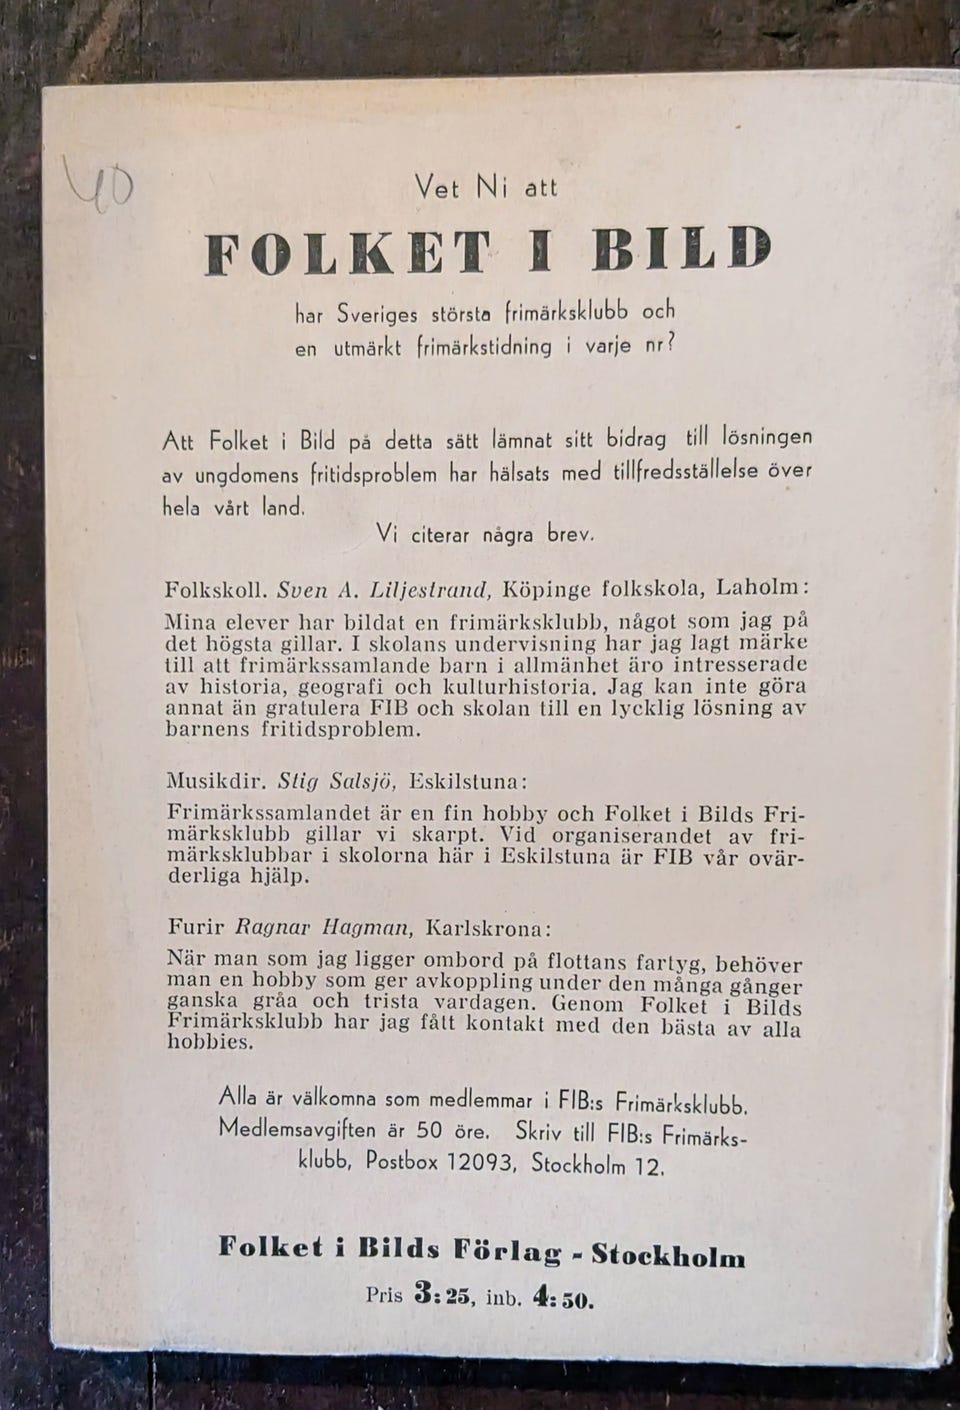 40
Vet Ni att
FOLKET I BILD
har Sveriges största frimärksklubb och
en utmärkt frimärkstidning i varje nr?
Att Folket i Bild på detta sätt lämnat sitt bidrag till lösningen
av ungdomens fritidsproblem har hälsats med tillfredsställelse över
hela vårt land.
Vi citerar några brev.
Folkskoll. Sven A. Liljestrand, Köpinge folkskola, Laholm:
Mina elever har bildat en frimärksklubb, något som jag på
det högsta gillar. I skolans undervisning har jag lagt märke
till att frimärkssamlande barn i allmänhet äro intresserade
av historia, geografi och kulturhistoria. Jag kan inte göra
annat än gratulera FIB och skolan till en lycklig lösning av
barnens fritidsproblem.
Musikdir. Stig Salsjö, Eskilstuna:
Frimärkssamlandet är en fin hobby och Folket i Bilds Fri-
märksklubb gillar vi skarpt. Vid organiserandet av fri-
märksklubbar i skolorna här i Eskilstuna är FIB vår ovär-
derliga hjälp.
Furir Ragnar Hagman, Karlskrona:
När man som jag ligger ombord på flottans fartyg, behöver
man en hobby som ger avkoppling under den många gånger
ganska gråa och trista vardagen. Genom Folket i Bilds
Frimärksklubb har jag fått kontakt med den bästa av alla
hobbies.
Alla är välkomna som medlemmar i FIB:s Frimärksklubb.
Medlemsavgiften är 50 öre. Skriv till FIB:s Frimärks-
klubb, Postbox 12093, Stockholm 12.
Folket i Bilds Förlag - Stockholm
Pris 3:25, inb. 4:50.